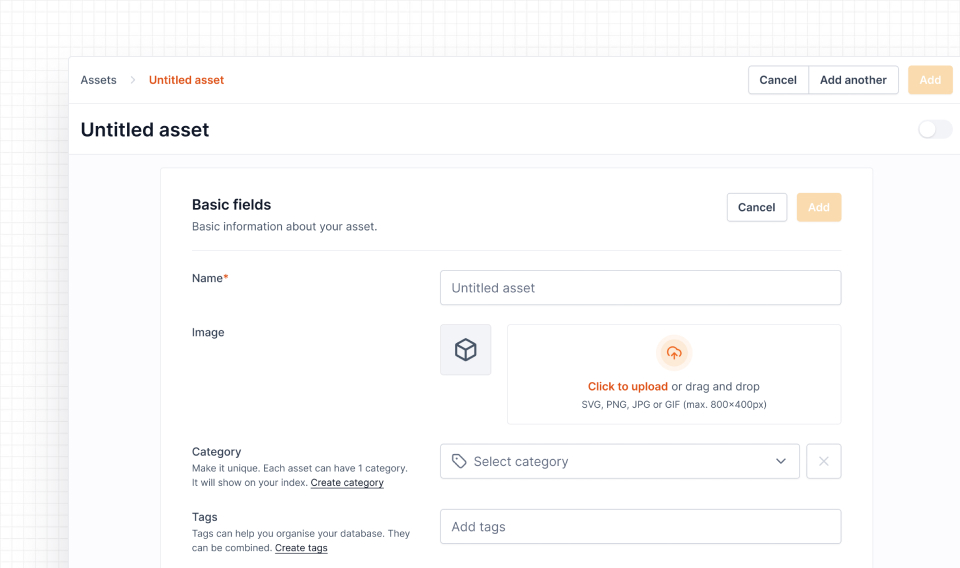 Assets
Untitled asset
Cancel
Add another
Add
Untitled asset
Basic fields
Basic information about your asset.
Cancel
Add
Name*
Untitled asset
Image
Click to upload or drag and drop
SVG, PNG, JPG or GIF (max. 800×400px)
Category
Make it unique. Each asset can have 1 category.
It will show on your index. Create category
Select category
Tags
Tags can help you organise your database. They
can be combined. Create tags
Add tags